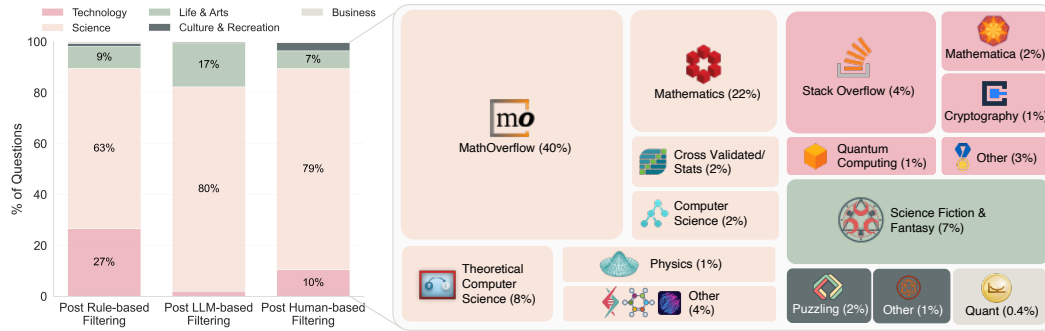 Technology
Science
Life & Arts
Culture & Recreation
Business
% of Questions
100
80
60
40
20
0
9%
63%
27%
17%
80%
7%
79%
10%
Post Rule-based
Filtering
Post LLM-based
Filtering
Post Human-based
Filtering
mo
MathOverflow (40%)
Mathematics (22%)
Cross Validated/
Stats (2%)
Computer
Science (2%)
Theoretical
Computer
Science (8%)
Physics (1%)
Other
(4%)
Stack Overflow (4%)
Mathematica
(2%)
Cryptography
(1%)
Quantum
Computing (1%)
Other (3%)
Science Fiction &
Fantasy (7%)
Puzzling (2%)
Other (1%)
Quant (0.4%)